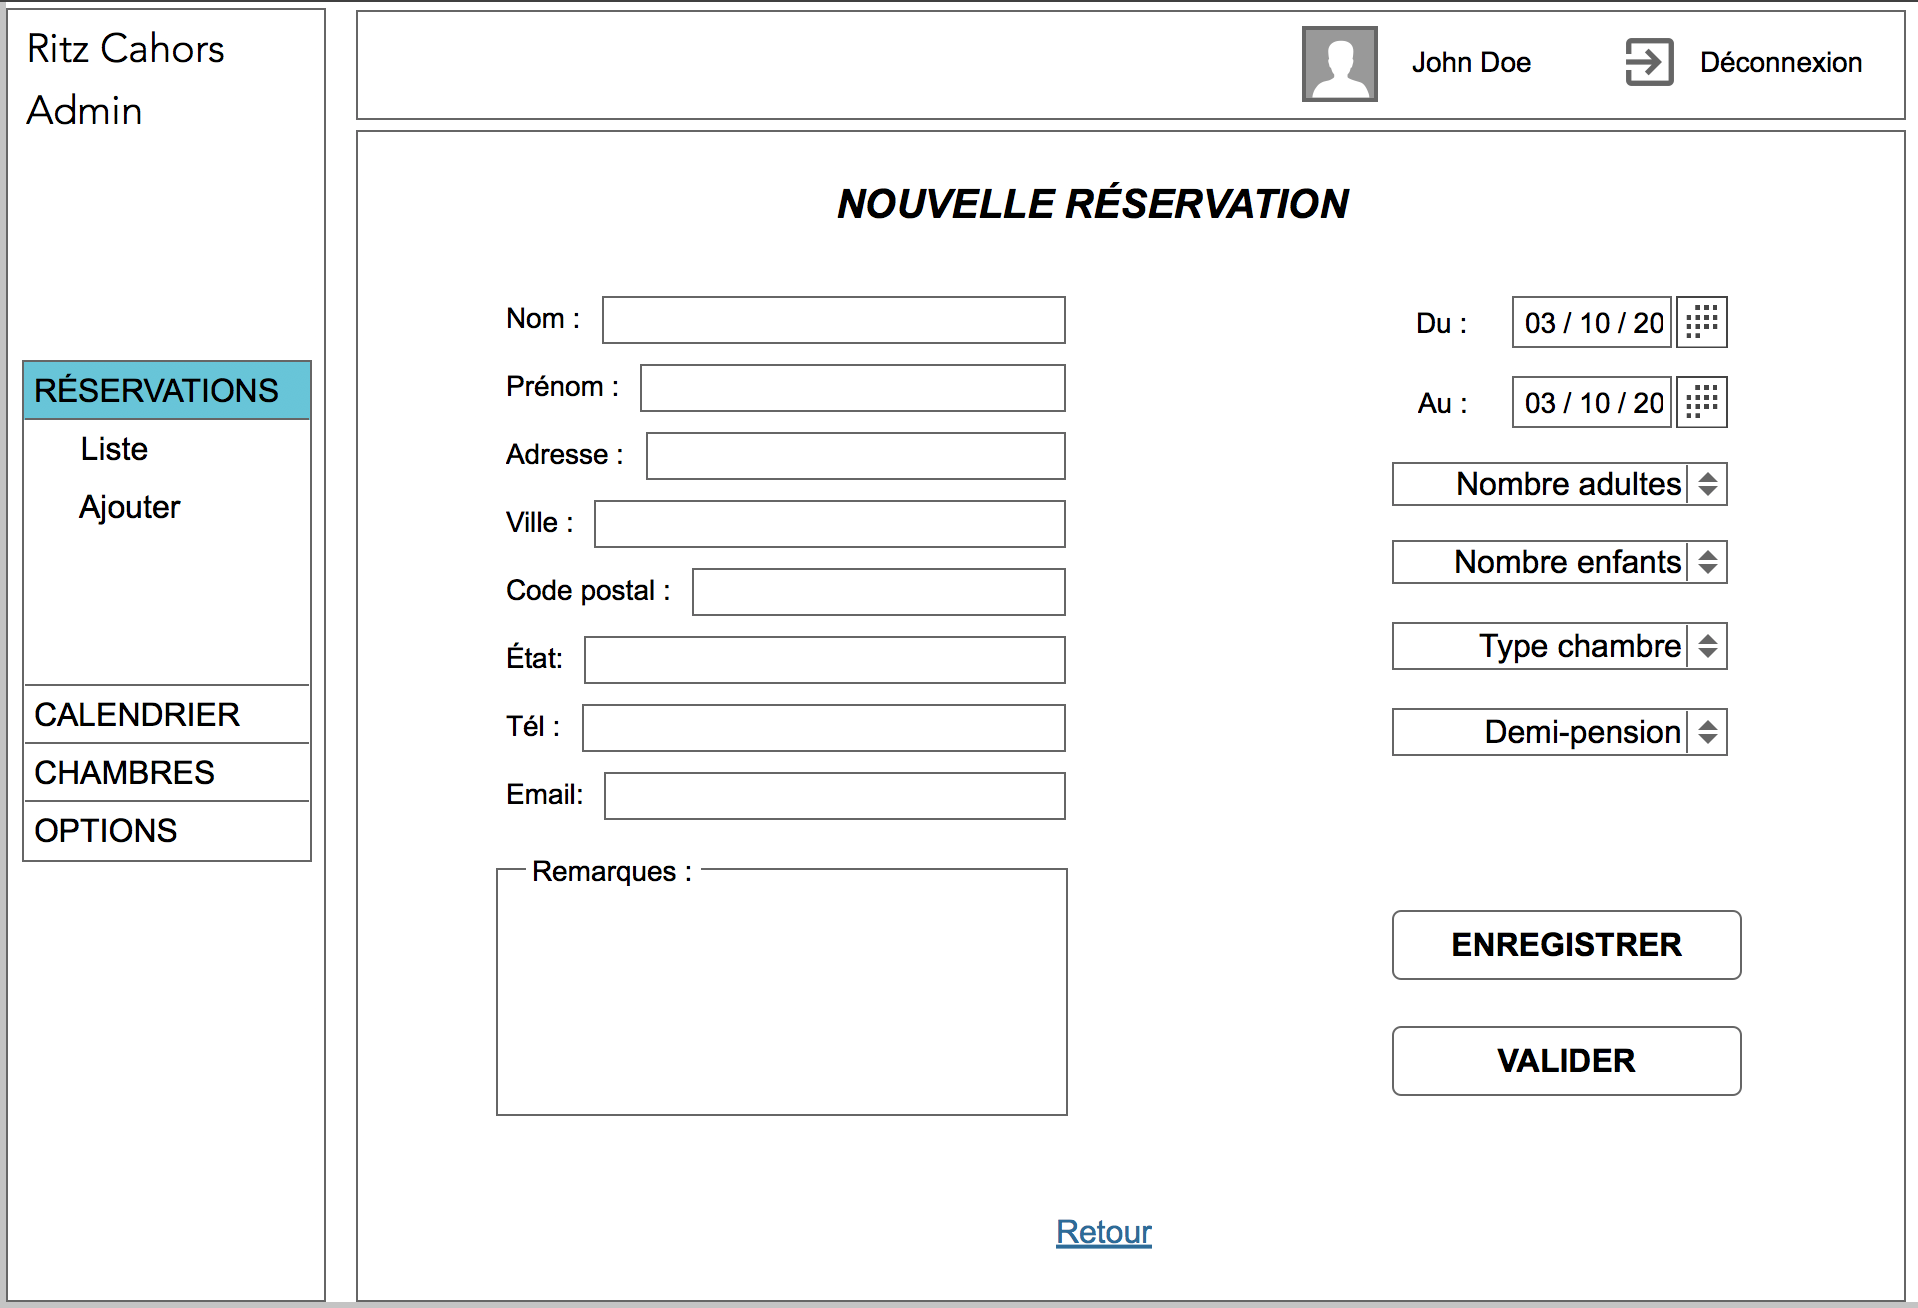 Ritz Cahors
Admin
John Doe
Déconnexion
RÉSERVATIONS
Liste
Ajouter
CALENDRIER
CHAMBRES
OPTIONS
NOUVELLE RÉSERVATION
Nom :
Prénom :
Adresse :
Ville :
Code postal :
État:
Tél :
Email:
Remarques :
Du : 03 / 10 / 20
Au : 03 / 10 / 20
Nombre adultes
Nombre enfants
Type chambre
Demi-pension
ENREGISTRER
VALIDER
Retour